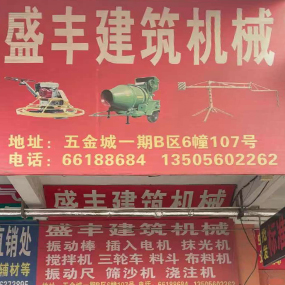 盛丰建筑机械
地址：五金城一期B区6幢107号
电话：66188684 13505602262
盛丰建筑机械
盛丰建筑机械
振动棒 插入电机 抹光机
搅拌机 三轮车 料斗 布料机
振动尺 筛沙机 浇注机
直销处